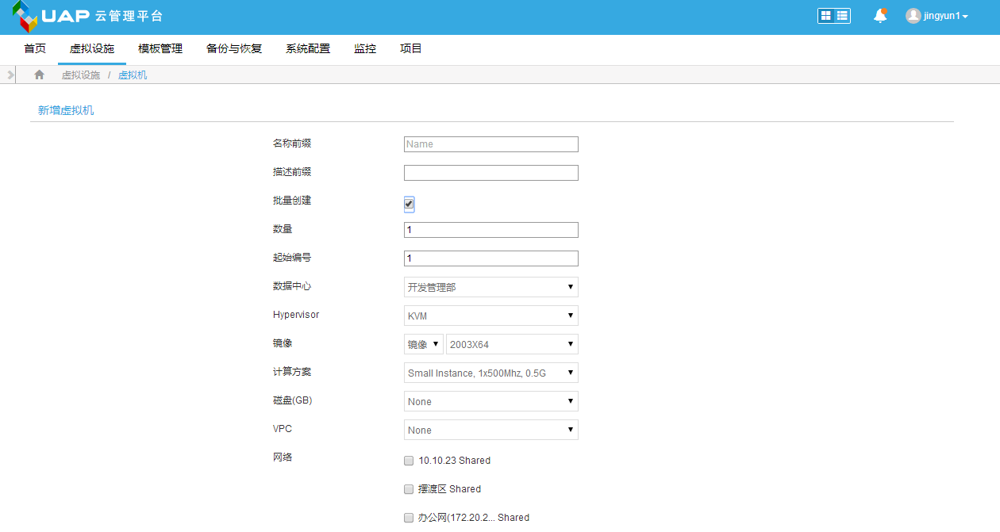 UAP 云管理平台 jingyun1
首页 虚拟设施 模板管理 备份与恢复 系统配置 监控 项目
虚拟设施 / 虚拟机
新增虚拟机
名称前缀 Name
描述前缀
批量创建
数量 1
起始编号 1
数据中心 开发管理部
Hypervisor KVM
镜像 镜像 2003X64
计算方案 Small Instance, 1x500Mhz, 0.5G
磁盘(GB) None
VPC None
网络 10.10.23 Shared
摆渡区 Shared
办公网(172.20.2... Shared